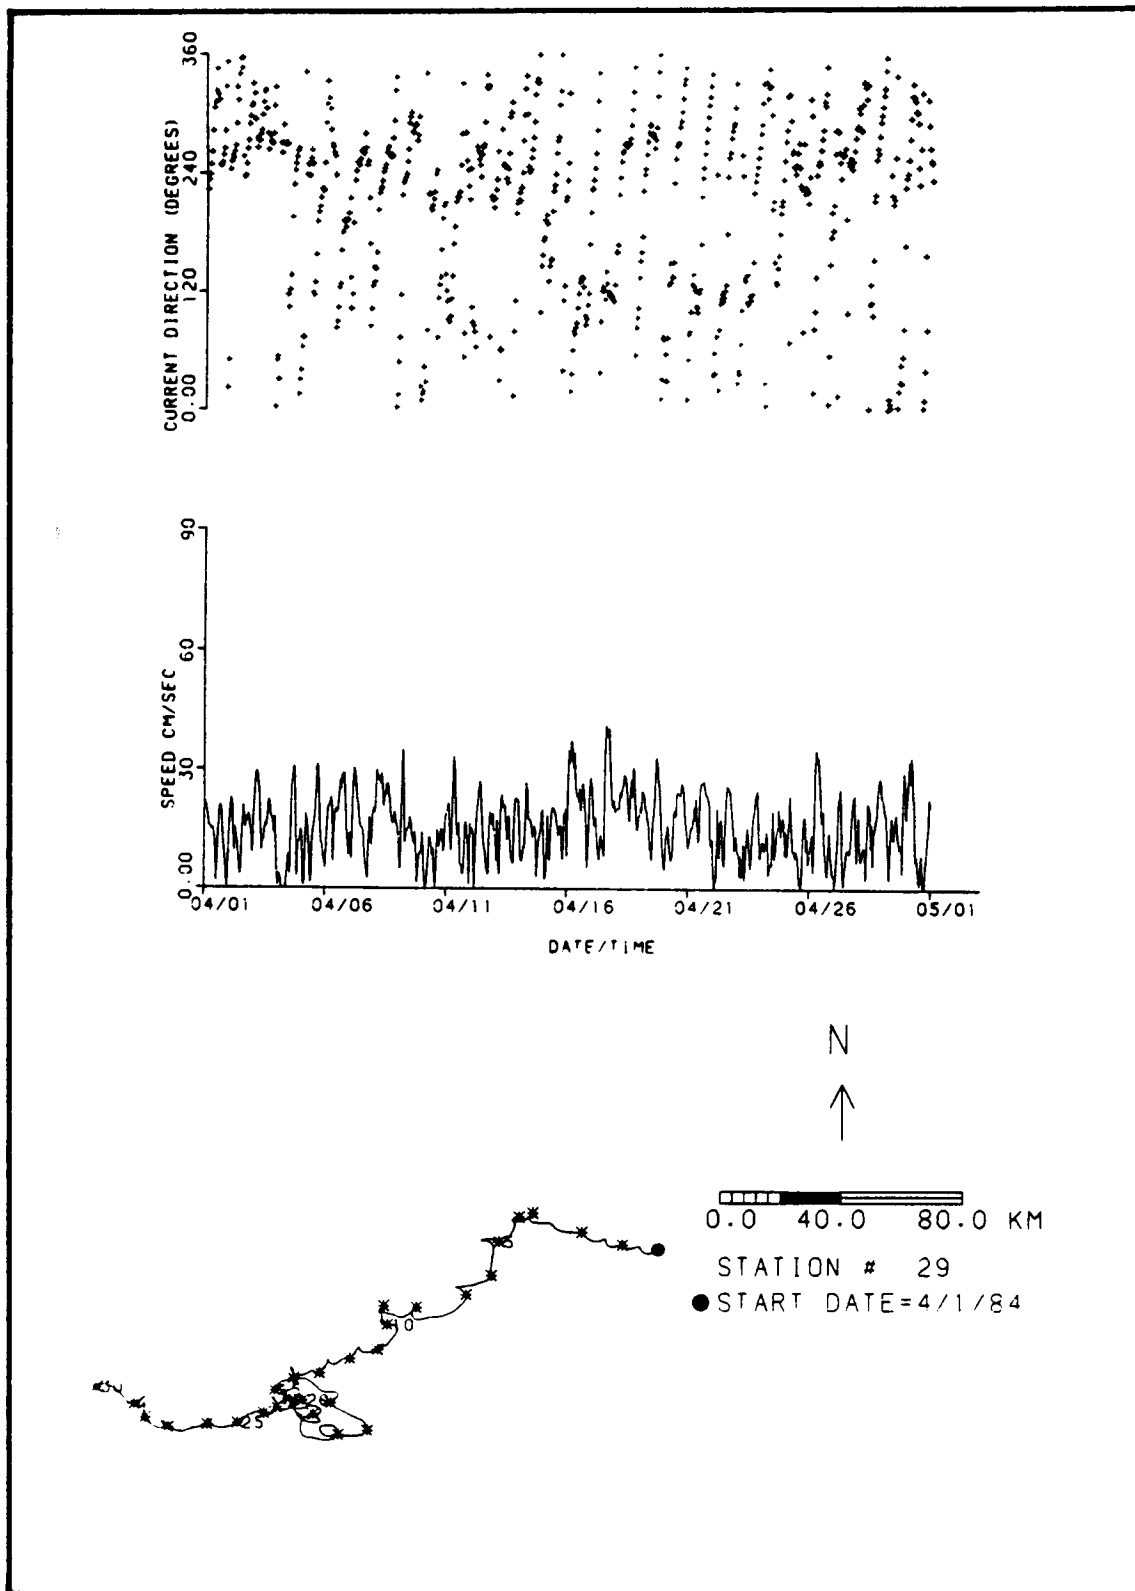 CURRENT DIRECTION (DEGREES)
360
240
120
0.00
SPEED CM/SEC
90
60
30
0.00
04/01 04/06 04/11 04/16 04/21 04/26 05/01
DATE/TIME
N
0.0 40.0 80.0 KM
STATION # 29
START DATE=4/1/84
10
25